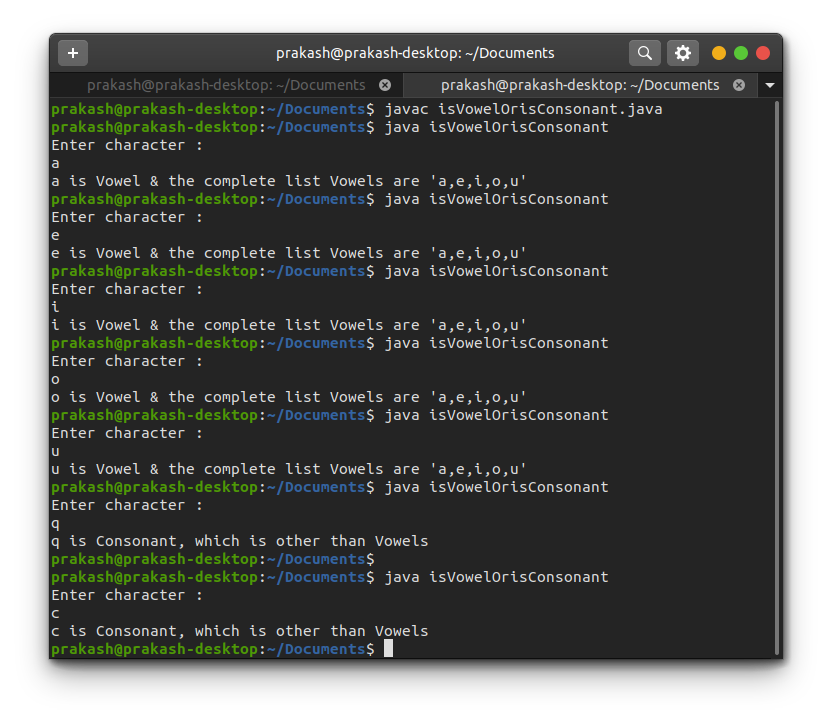 prakash@prakash-desktop: ~/Documents
prakash@prakash-desktop: ~/Documents
prakash@prakash-desktop: ~/Documents
prakash@prakash-desktop:~/Documents$ javac isVowelOrisConsonant.java
prakash@prakash-desktop:~/Documents$ java isVowelOrisConsonant
Enter character :
a
a is Vowel & the complete list Vowels are 'a,e,i,o,u'
prakash@prakash-desktop:~/Documents$ java isVowelOrisConsonant
Enter character :
e
e is Vowel & the complete list Vowels are 'a,e,i,o,u'
prakash@prakash-desktop:~/Documents$ java isVowelOrisConsonant
Enter character :
i
i is Vowel & the complete list Vowels are 'a,e,i,o,u'
prakash@prakash-desktop:~/Documents$ java isVowelOrisConsonant
Enter character :
o
o is Vowel & the complete list Vowels are 'a,e,i,o,u'
prakash@prakash-desktop:~/Documents$ java isVowelOrisConsonant
Enter character :
u
u is Vowel & the complete list Vowels are 'a,e,i,o,u'
prakash@prakash-desktop:~/Documents$ java isVowelOrisConsonant
Enter character :
q
q is Consonant, which is other than Vowels
prakash@prakash-desktop:~/Documents$
prakash@prakash-desktop:~/Documents$ java isVowelOrisConsonant
Enter character :
c
c is Consonant, which is other than Vowels
prakash@prakash-desktop:~/Documents$